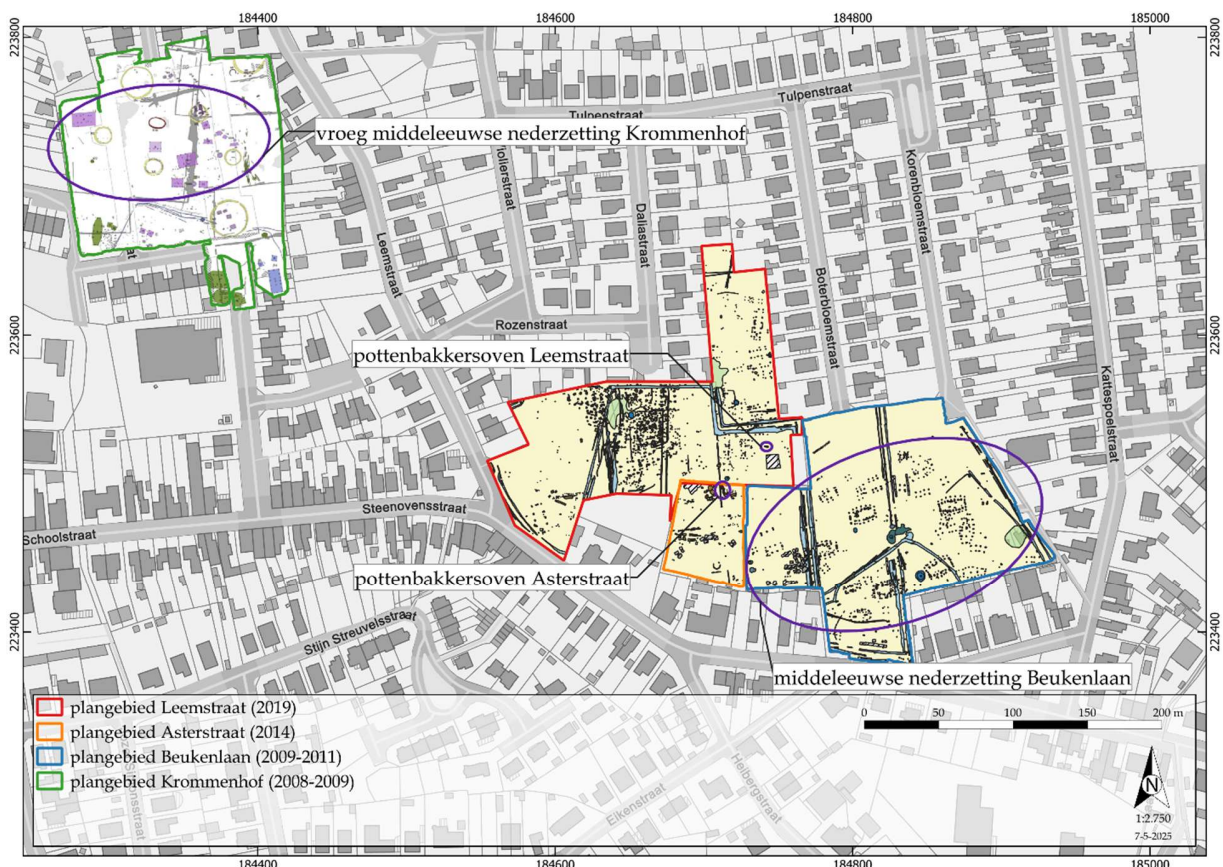 184400 184600 184800 185000
223800 223800
Tulpenstraat
Tulpenstraat
vroeg middeleeuwse nederzetting Krommenhof
Violierstraat
Korenbloemstraat
Leemstraat
Daliastraat
Boterbloemstraat
223600 223600
Rozenstraat
pottenbakkersoven Leemstraat
Kattespoelstraat
Steenovensstraat
Schoolstraat
pottenbakkersoven Asterstraat
Stijn Streuvelsstraat
223400 223400
middeleeuwse nederzetting Beukenlaan
plangebied Leemstraat (2019)
plangebied Asterstraat (2014)
plangebied Beukenlaan (2009-2011)
plangebied Krommenhof (2008-2009)
0 50 100 150 200 m
Heibergstraat
Eikenstraat
N
1:2.750
7-5-2025
184400 184600 184800 185000